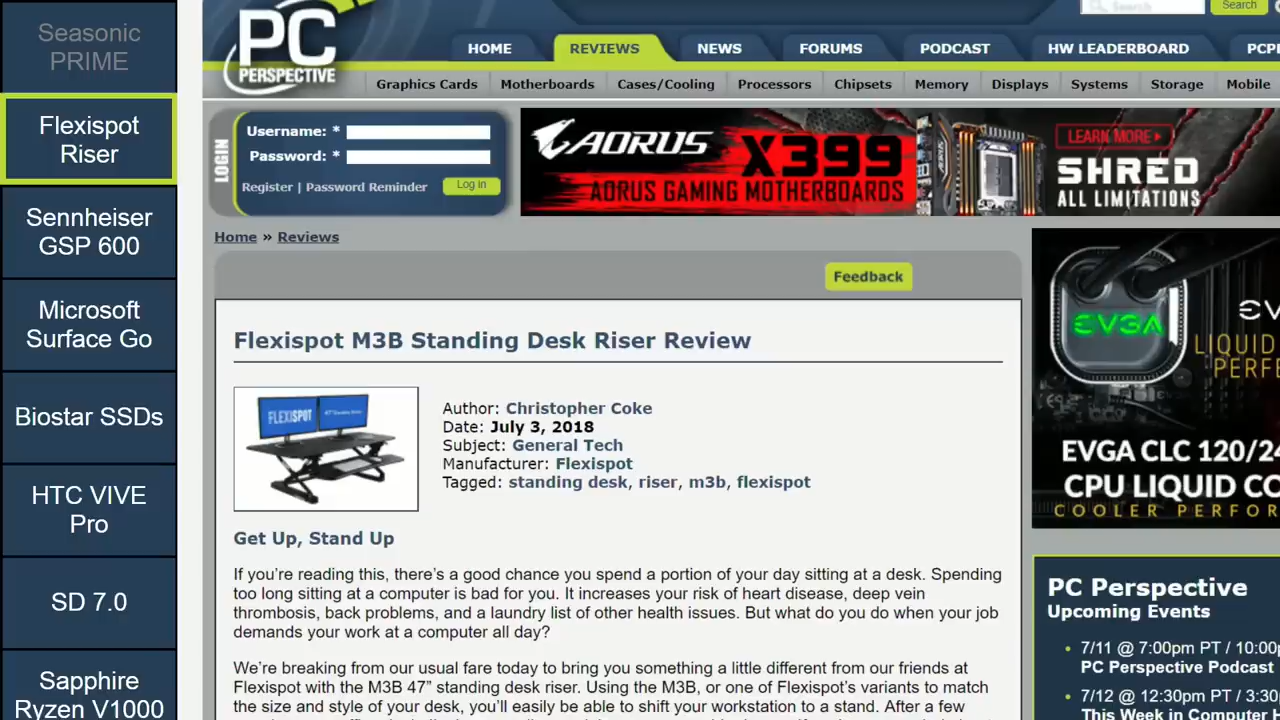 Seasonic
PRIME
Flexispot
Riser
Sennheiser
GSP 600
Microsoft
Surface Go
Biostar SSDs
HTC VIVE
Pro
SD 7.0
Sapphire
Ryzen V1000
PC
PERSPECTIVE
Search
Search
HOME
REVIEWS
NEWS
FORUMS
PODCAST
HW LEADERBOARD
PCP
Graphics Cards
Motherboards
Cases/Cooling
Processors
Chipsets
Memory
Displays
Systems
Storage
Mobile
LOGIN
Username: *
Password: *
Register | Password Reminder
Log in
AORUS
X399
AORUS GAMING MOTHERBOARDS
LEARN MORE
SHRED
ALL LIMITATIONS
Home » Reviews
Feedback
Flexispot M3B Standing Desk Riser Review
FLEXISPOT
Author: Christopher Coke
Date: July 3, 2018
Subject: General Tech
Manufacturer: Flexispot
Tagged: standing desk, riser, m3b, flexispot
Get Up, Stand Up
If you're reading this, there's a good chance you spend a portion of your day sitting at a desk. Spending
too long sitting at a computer is bad for you. It increases your risk of heart disease, deep vein
thrombosis, back problems, and a laundry list of other health issues. But what do you do when your job
demands your work at a computer all day?
We're breaking from our usual fare today to bring you something a little different from our friends at
Flexispot with the M3B 47” standing desk riser. Using the M3B, or one of Flexispot's variants to match
the size and style of your desk, you'll easily be able to shift your workstation to a stand. After a few
EVGA
EV
LIQUID
PERFE
EVGA CLC 120/24
CPU LIQUID CO
COOLER PERFOR
PC Perspective
Upcoming Events
7/11 @ 7:00pm PT / 10:00p
PC Perspective Podcast
7/12 @ 12:30pm PT / 3:30
This Week in Computer H